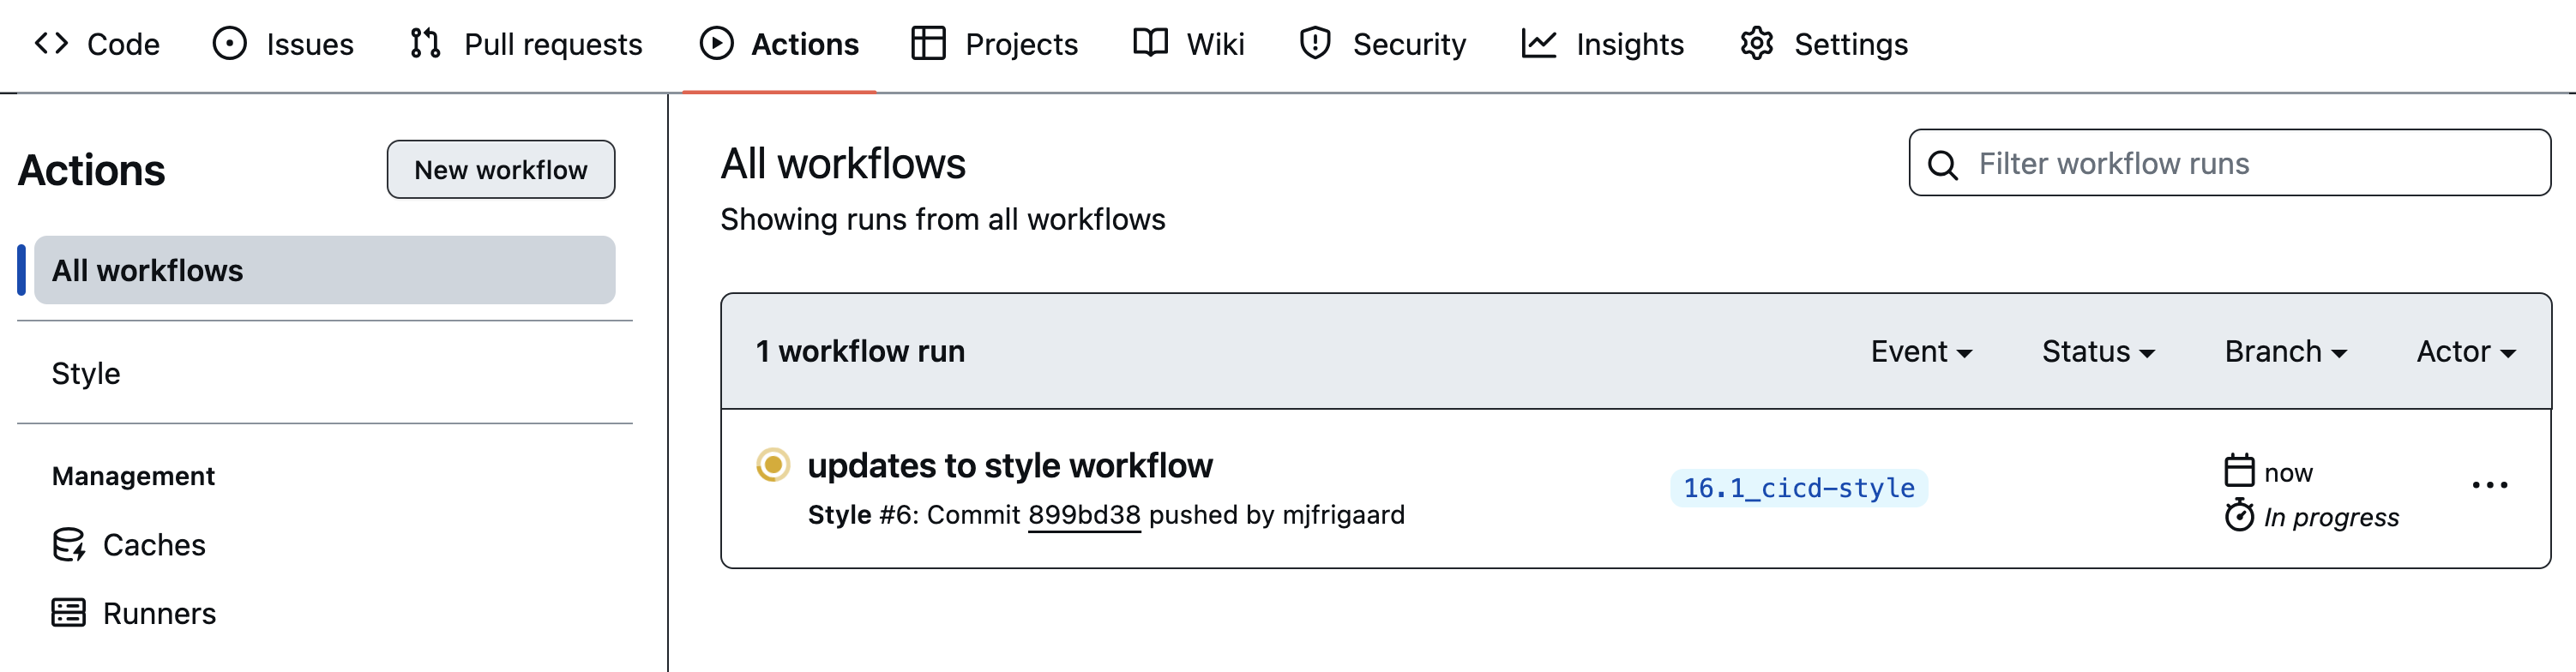 Code Issues Pull requests Actions Projects Wiki Security Insights Settings
Actions New workflow
All workflows
Style
Management
Caches
Runners
All workflows
Filter workflow runs
Showing runs from all workflows
1 workflow run Event Status Branch Actor
updates to style workflow
Style #6: Commit 899bd38 pushed by mjfrigaard
16.1_cicd-style
now
In progress